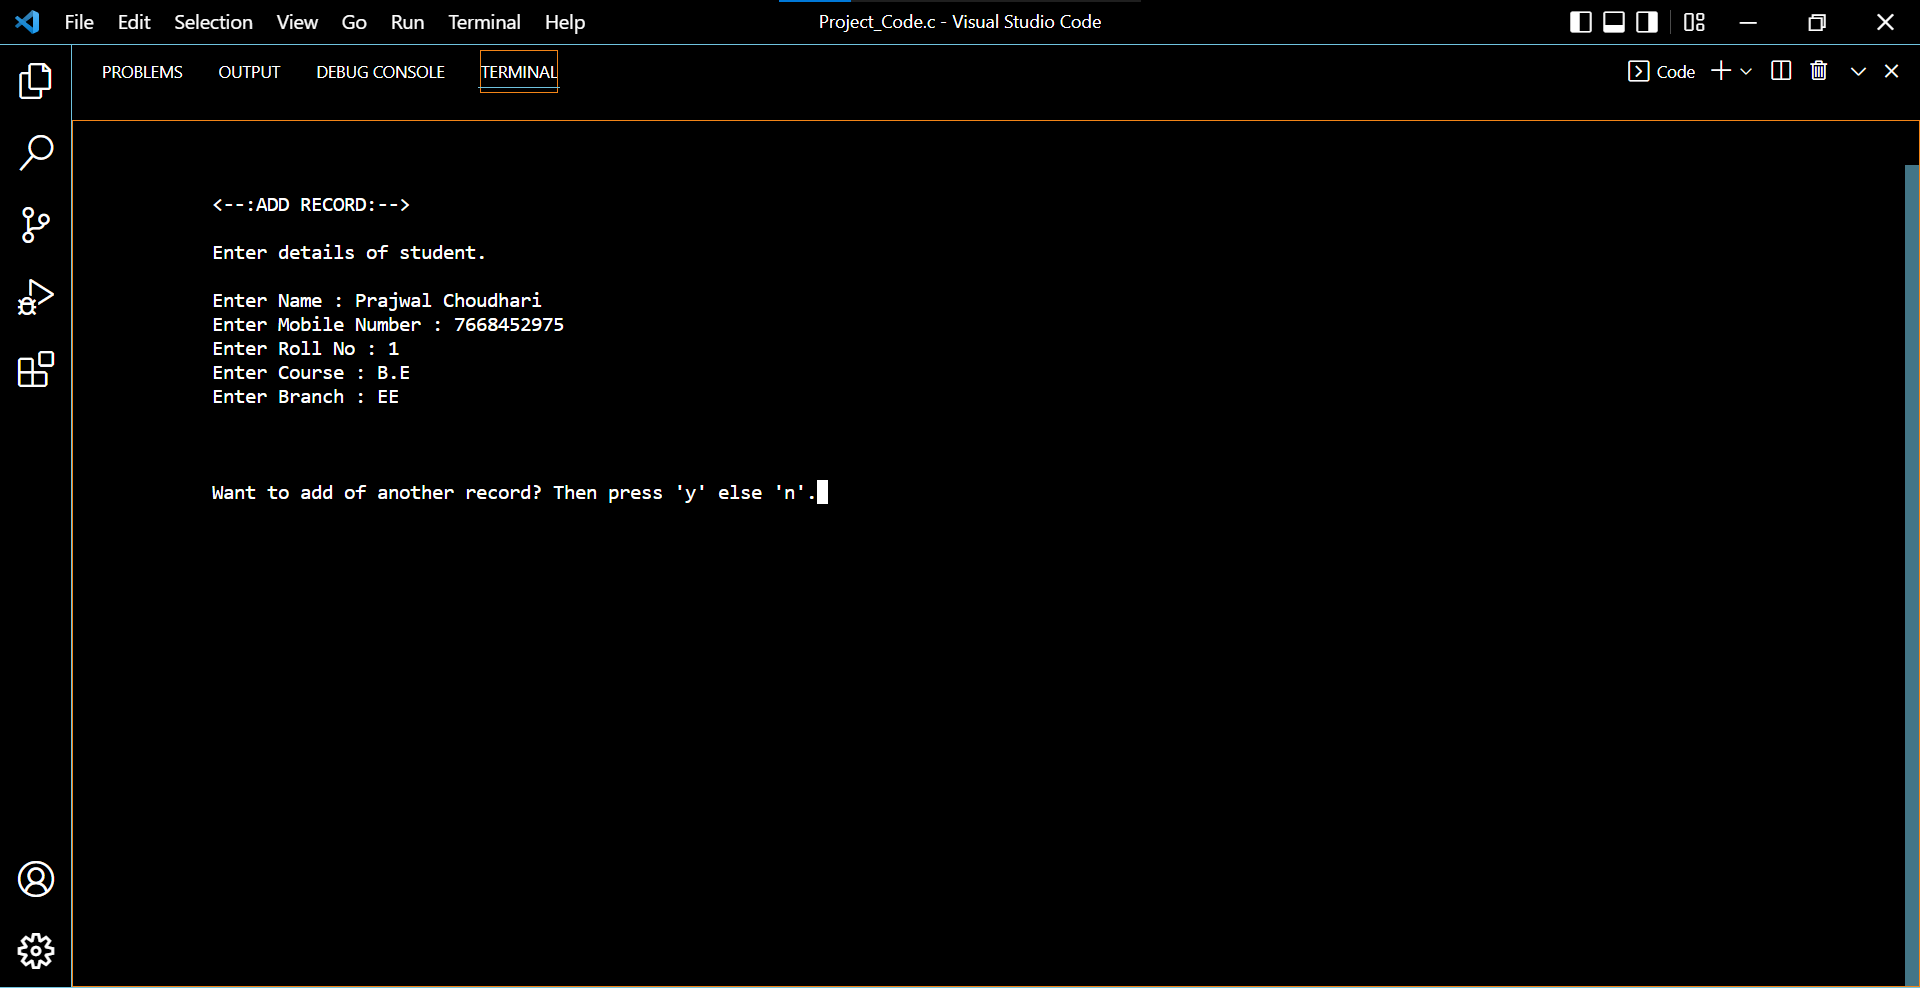 File Edit Selection View Go Run Terminal Help Project_Code.c - Visual Studio Code
PROBLEMS OUTPUT DEBUG CONSOLE TERMINAL Code
<--:ADD RECORD:-->
Enter details of student.
Enter Name : Prajwal Choudhari
Enter Mobile Number : 7668452975
Enter Roll No : 1
Enter Course : B.E
Enter Branch : EE
Want to add of another record? Then press 'y' else 'n'.